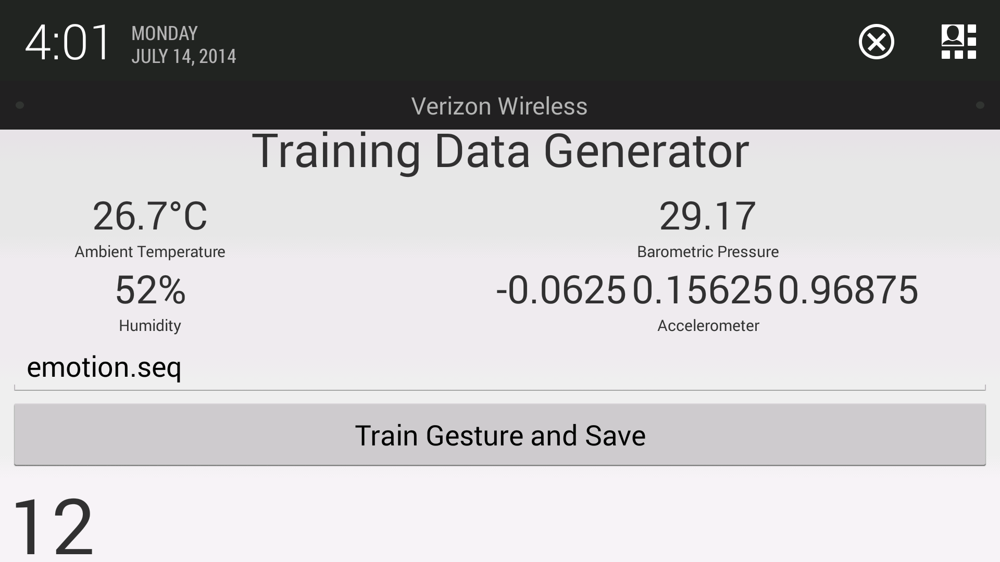 4:01
MONDAY
JULY 14, 2014
Verizon Wireless
Training Data Generator
26.7°C
Ambient Temperature
29.17
Barometric Pressure
52%
Humidity
-0.0625 0.15625 0.96875
Accelerometer
emotion.seq
Train Gesture and Save
12